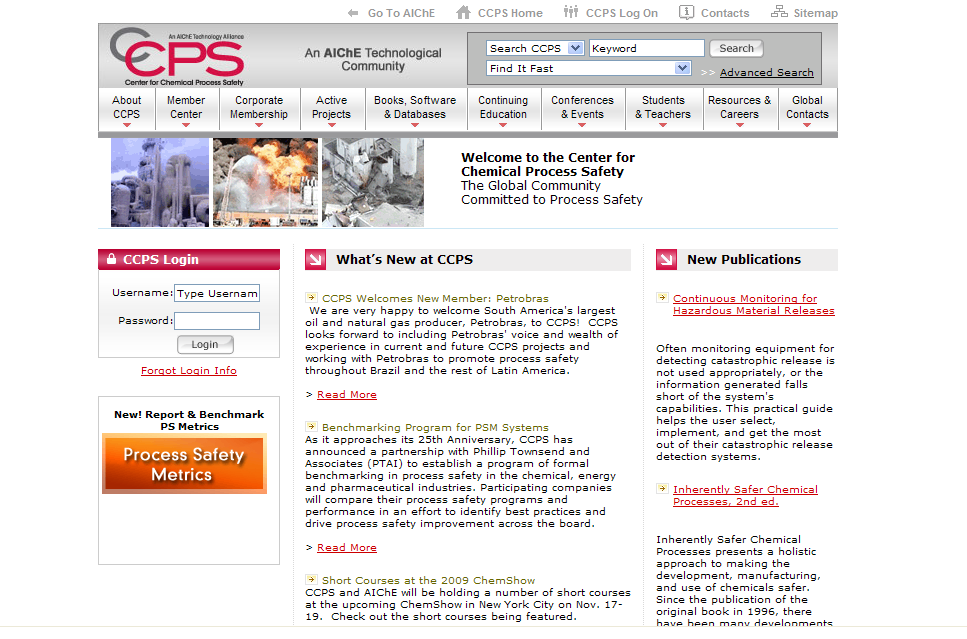 Go To AIChE
CCPS Home
CCPS Log On
Contacts
Sitemap
An AIChE Technology Alliance
CCPS
Center for Chemical Process Safety
An AIChE Technological
Community
Search CCPS
Keyword
Search
Find It Fast
>> Advanced Search
About
CCPS
Member
Center
Corporate
Membership
Active
Projects
Books, Software
& Databases
Continuing
Education
Conferences
& Events
Students
& Teachers
Resources &
Careers
Global
Contacts
Welcome to the Center for
Chemical Process Safety
The Global Community
Committed to Process Safety
CCPS Login
Username: Type Usernam
Password:
Login
Forgot Login Info
New! Report & Benchmark
PS Metrics
Process Safety
Metrics
What's New at CCPS
CCPS Welcomes New Member: Petrobras
We are very happy to welcome South America's largest
oil and natural gas producer, Petrobras, to CCPS! CCPS
looks forward to including Petrobras' voice and wealth of
experience in current and future CCPS projects and
working with Petrobras to promote process safety
throughout Brazil and the rest of Latin America.
> Read More
Benchmarking Program for PSM Systems
As it approaches its 25th Anniversary, CCPS has
announced a partnership with Phillip Townsend and
Associates (PTAI) to establish a program of formal
benchmarking in process safety in the chemical, energy
and pharmaceutical industries. Participating companies
will compare their process safety programs and
performance in an effort to identify best practices and
drive process safety improvement across the board.
> Read More
Short Courses at the 2009 ChemShow
CCPS and AIChE will be holding a number of short courses
at the upcoming ChemShow in New York City on Nov. 17-
19. Check out the short courses being featured.
New Publications
Continuous Monitoring for
Hazardous Material Releases
Often monitoring equipment for
detecting catastrophic release is
not used appropriately, or the
information generated falls
short of the system's
capabilities. This practical guide
helps the user select,
implement, and get the most
out of their catastrophic release
detection systems.
Inherently Safer Chemical
Processes, 2nd ed.
Inherently Safer Chemical
Processes presents a holistic
approach to making the
development, manufacturing,
and use of chemicals safer.
Since the publication of the
original book in 1996, there
have been many developments